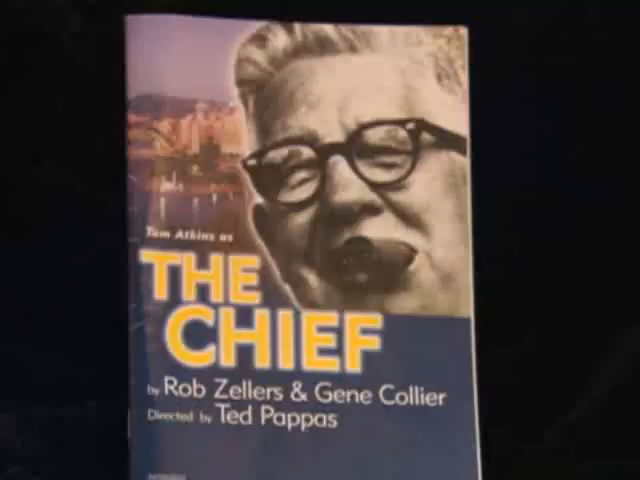 Tom Atkins as
THE
CHIEF
by Rob Zellers & Gene Collier
Directed by Ted Pappas